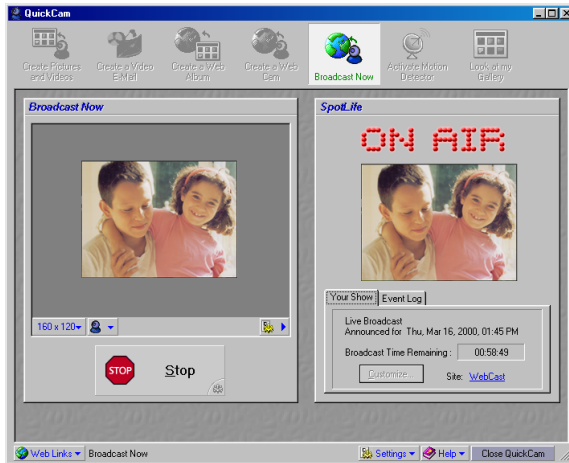 QuickCam
Create Pictures
and Videos
Create a Video
E-Mail
Create a Web
Album
Create a Web
Cam
Broadcast Now
Activate Motion
Detector
Look at my
Gallery
Broadcast Now
160 x 120
STOP
Stop
SpotLife
ON AIR
Your Show
Event Log
Live Broadcast
Announced for Thu, Mar 16, 2000, 01:45 PM
Broadcast Time Remaining : 00:58:49
Customize...
Site: WebCast
Web Links
Broadcast Now
Settings
Help
Close QuickCam